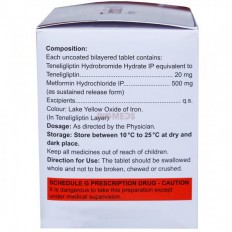 Composition:
Each uncoated bilayered tablet contains:
Teneligliptin Hydrobromide Hydrate IP equivalent to
Teneligliptin 20 mg
Metformin Hydrochloride IP 500 mg
(as sustained release form)
Excipients q.s.
Colour: Lake Yellow Oxide of Iron.
(In Teneligliptin Layer)
Dosage: As directed by the Physician.
Storage: Store between 10 °C to 25 °C at dry and
dark place.
Keep all medicines out of reach of children.
Direction for Use: The tablet should be swallowed
whole and not to be broken, crushed or crushed.
SCHEDULE G PRESCRIPTION DRUG - CAUTION
It is dangerous to take this preparation except
under medical supervision.